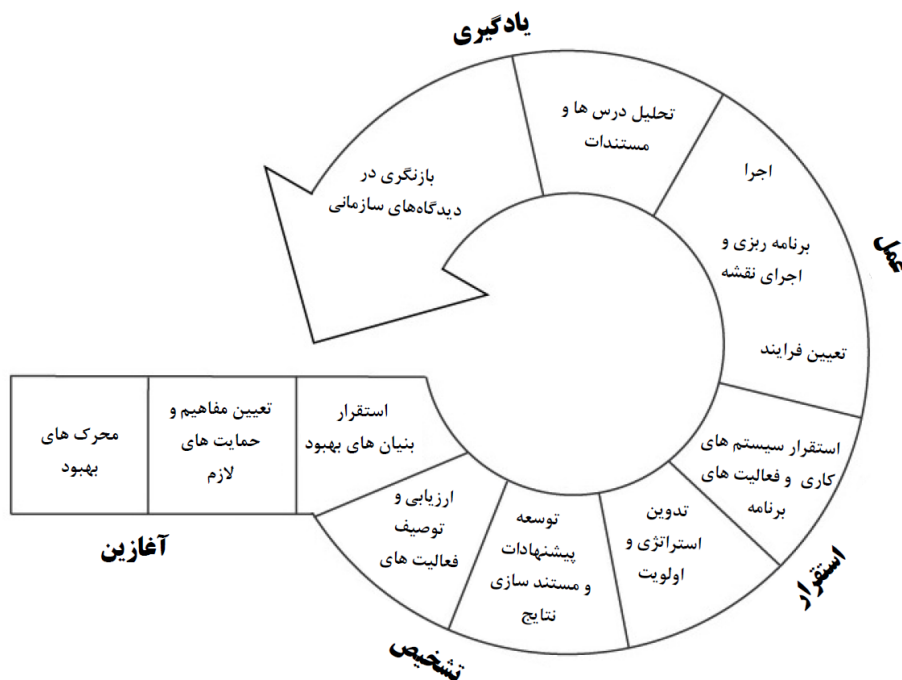 یادگیری
تحلیل درس ها و
مستندات
بازنگری در
دیدگاه‌های سازمانی
اجرا
برنامه ریزی و
اجرای نقشه
تعیین فرایند
عمل
استقرار سیستم های
کاری و فعالیت های
برنامه
استقرار
تدوین
استراتژی و
اولویت
توسعه
پیشنهادات
و مستند سازی
نتایج
ارزیابی و
توصیف
فعالیت های
تشخیص
استقرار
بنیان های بهبود
تعیین مفاهیم و
حمایت های
لازم
محرک های
بهبود
آغازین